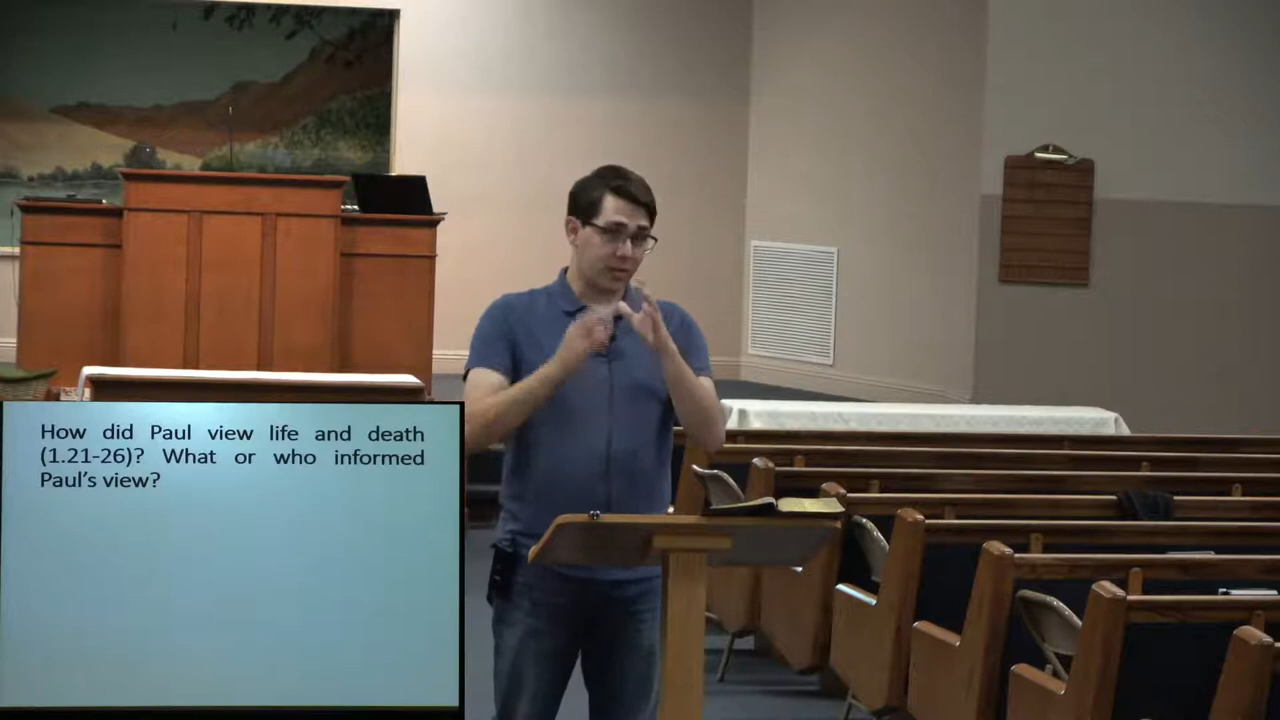 How did Paul view life and death
(1.21-26)? What or who informed
Paul's view?